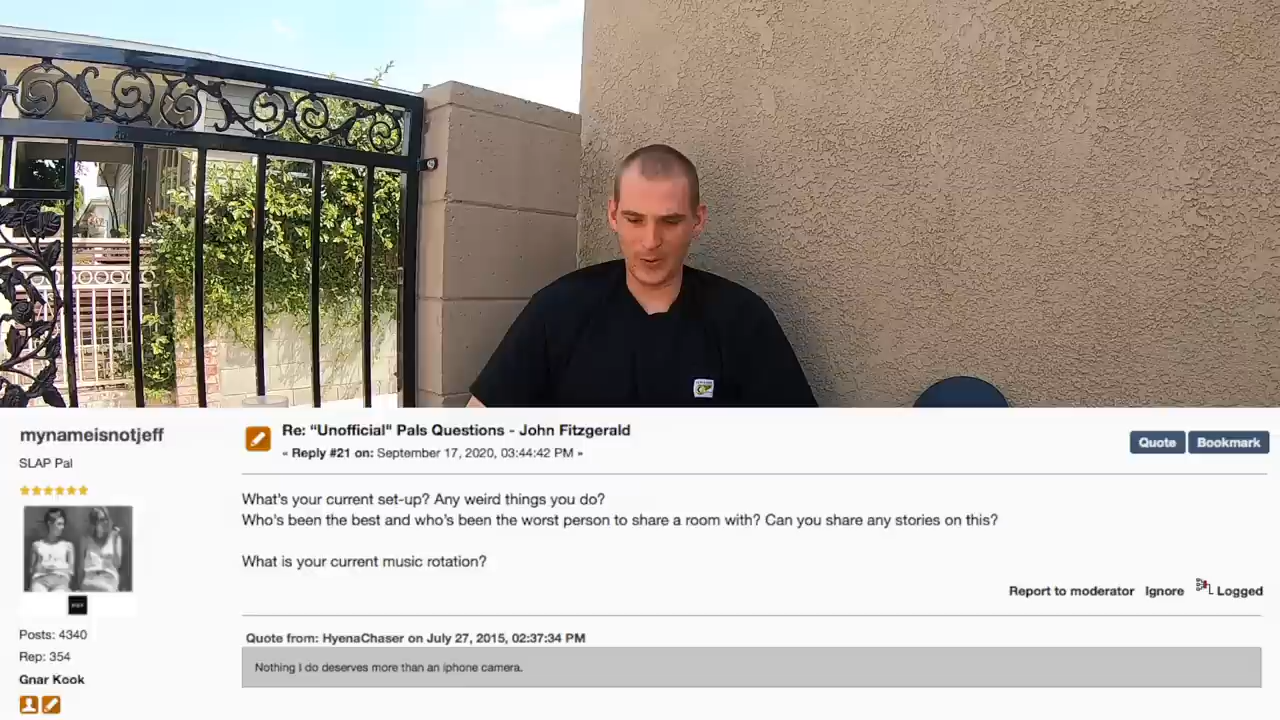 mynameisnotjeff
SLAP Pal
Posts: 4340
Rep: 354
Gnar Kook
Re: “Unofficial" Pals Questions - John Fitzgerald
« Reply #21 on: September 17, 2020, 03:44:42 PM »
Quote Bookmark
What's your current set-up? Any weird things you do?
Who's been the best and who's been the worst person to share a room with? Can you share any stories on this?
What is your current music rotation?
Report to moderator Ignore Logged
Quote from: HyenaChaser on July 27, 2015, 02:37:34 PM
Nothing I do deserves more than an iphone camera.